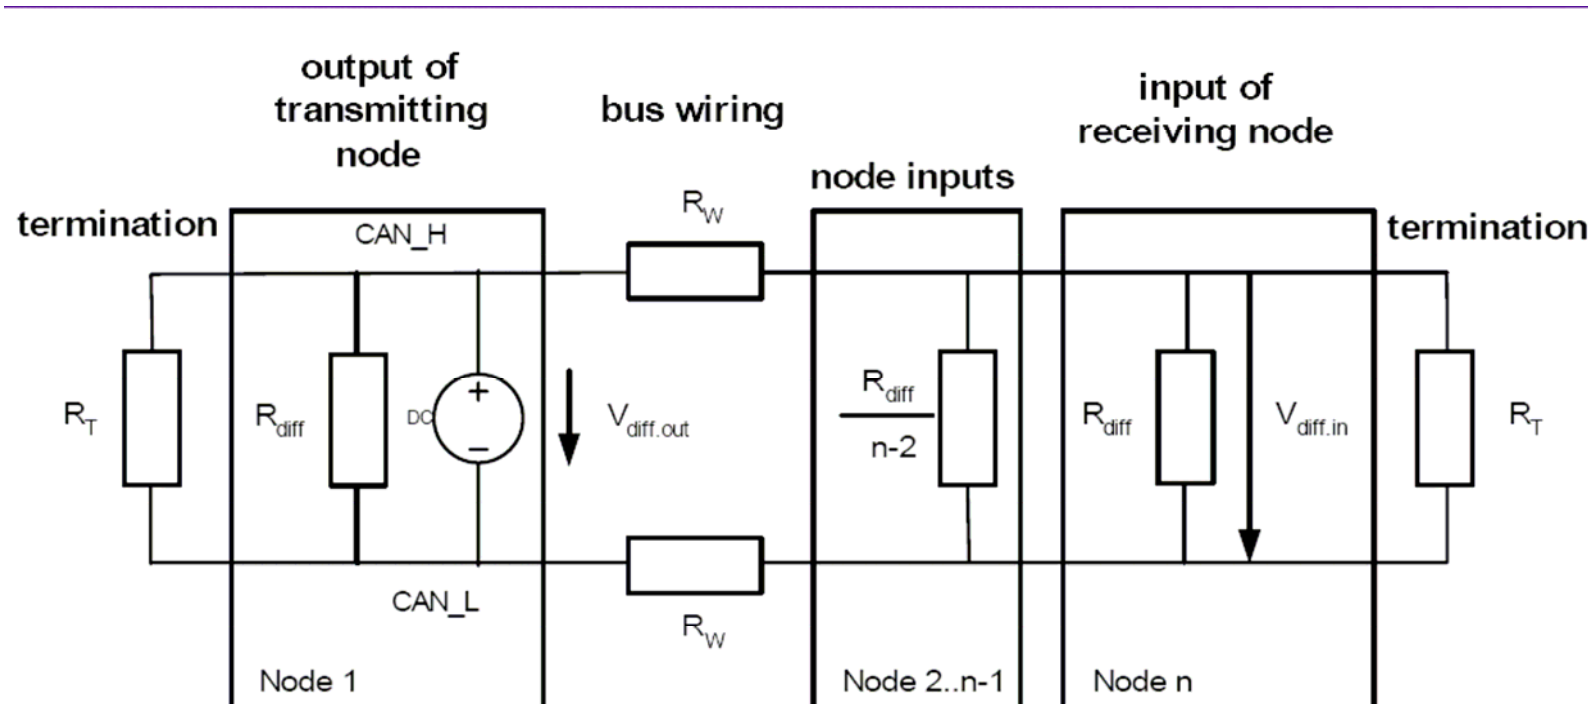 output of
transmitting
node
bus wiring
input of
receiving node
node inputs
termination
termination
CAN_H
R_W
R_T
R_diff
DC
+
−
V_diff.out
R_diff
n-2
R_diff
V_diff.in
R_T
CAN_L
R_W
Node 1
Node 2..n-1
Node n